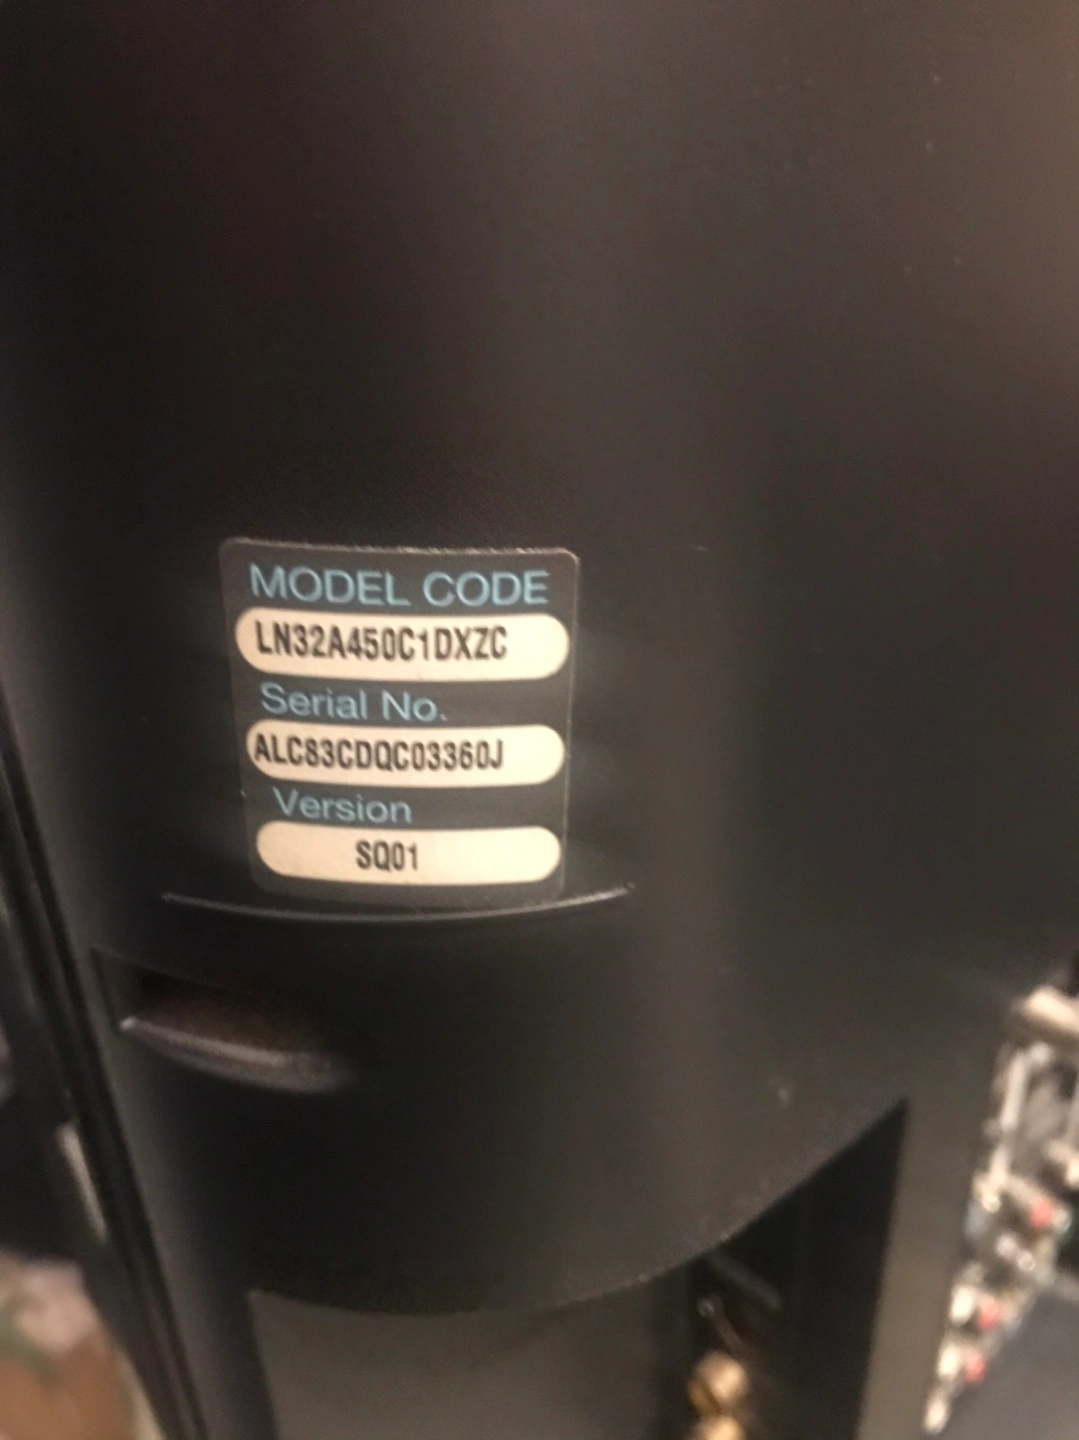 MODEL CODE
LN32A450C1DXZC
Serial No.
ALC83CDQC03360J
Version
SQ01